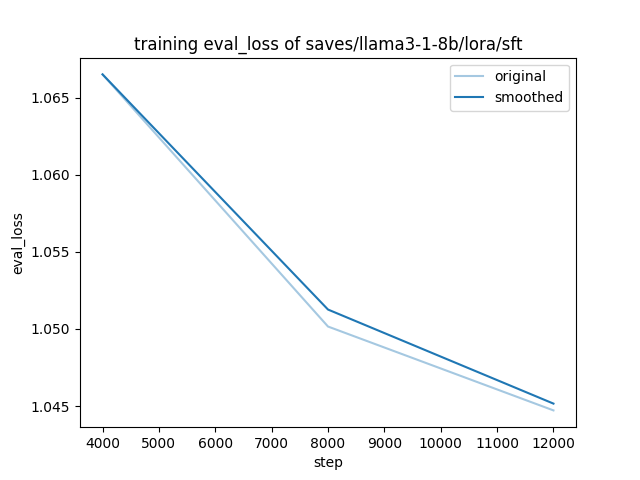 training eval_loss of saves/llama3-1-8b/lora/sft
original
smoothed
1.065
1.060
1.055
1.050
1.045
eval_loss
4000 5000 6000 7000 8000 9000 10000 11000 12000
step